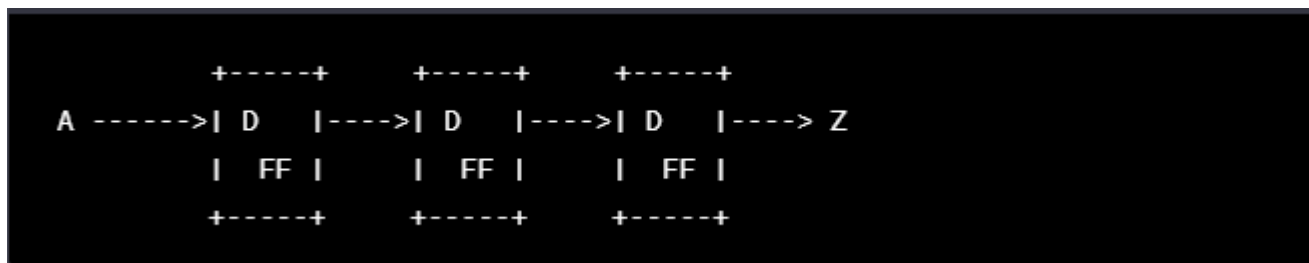 +-----+ +-----+ +-----+
A ------>| D |---->| D |---->| D |----> Z
| FF | | FF | | FF |
+-----+ +-----+ +-----+